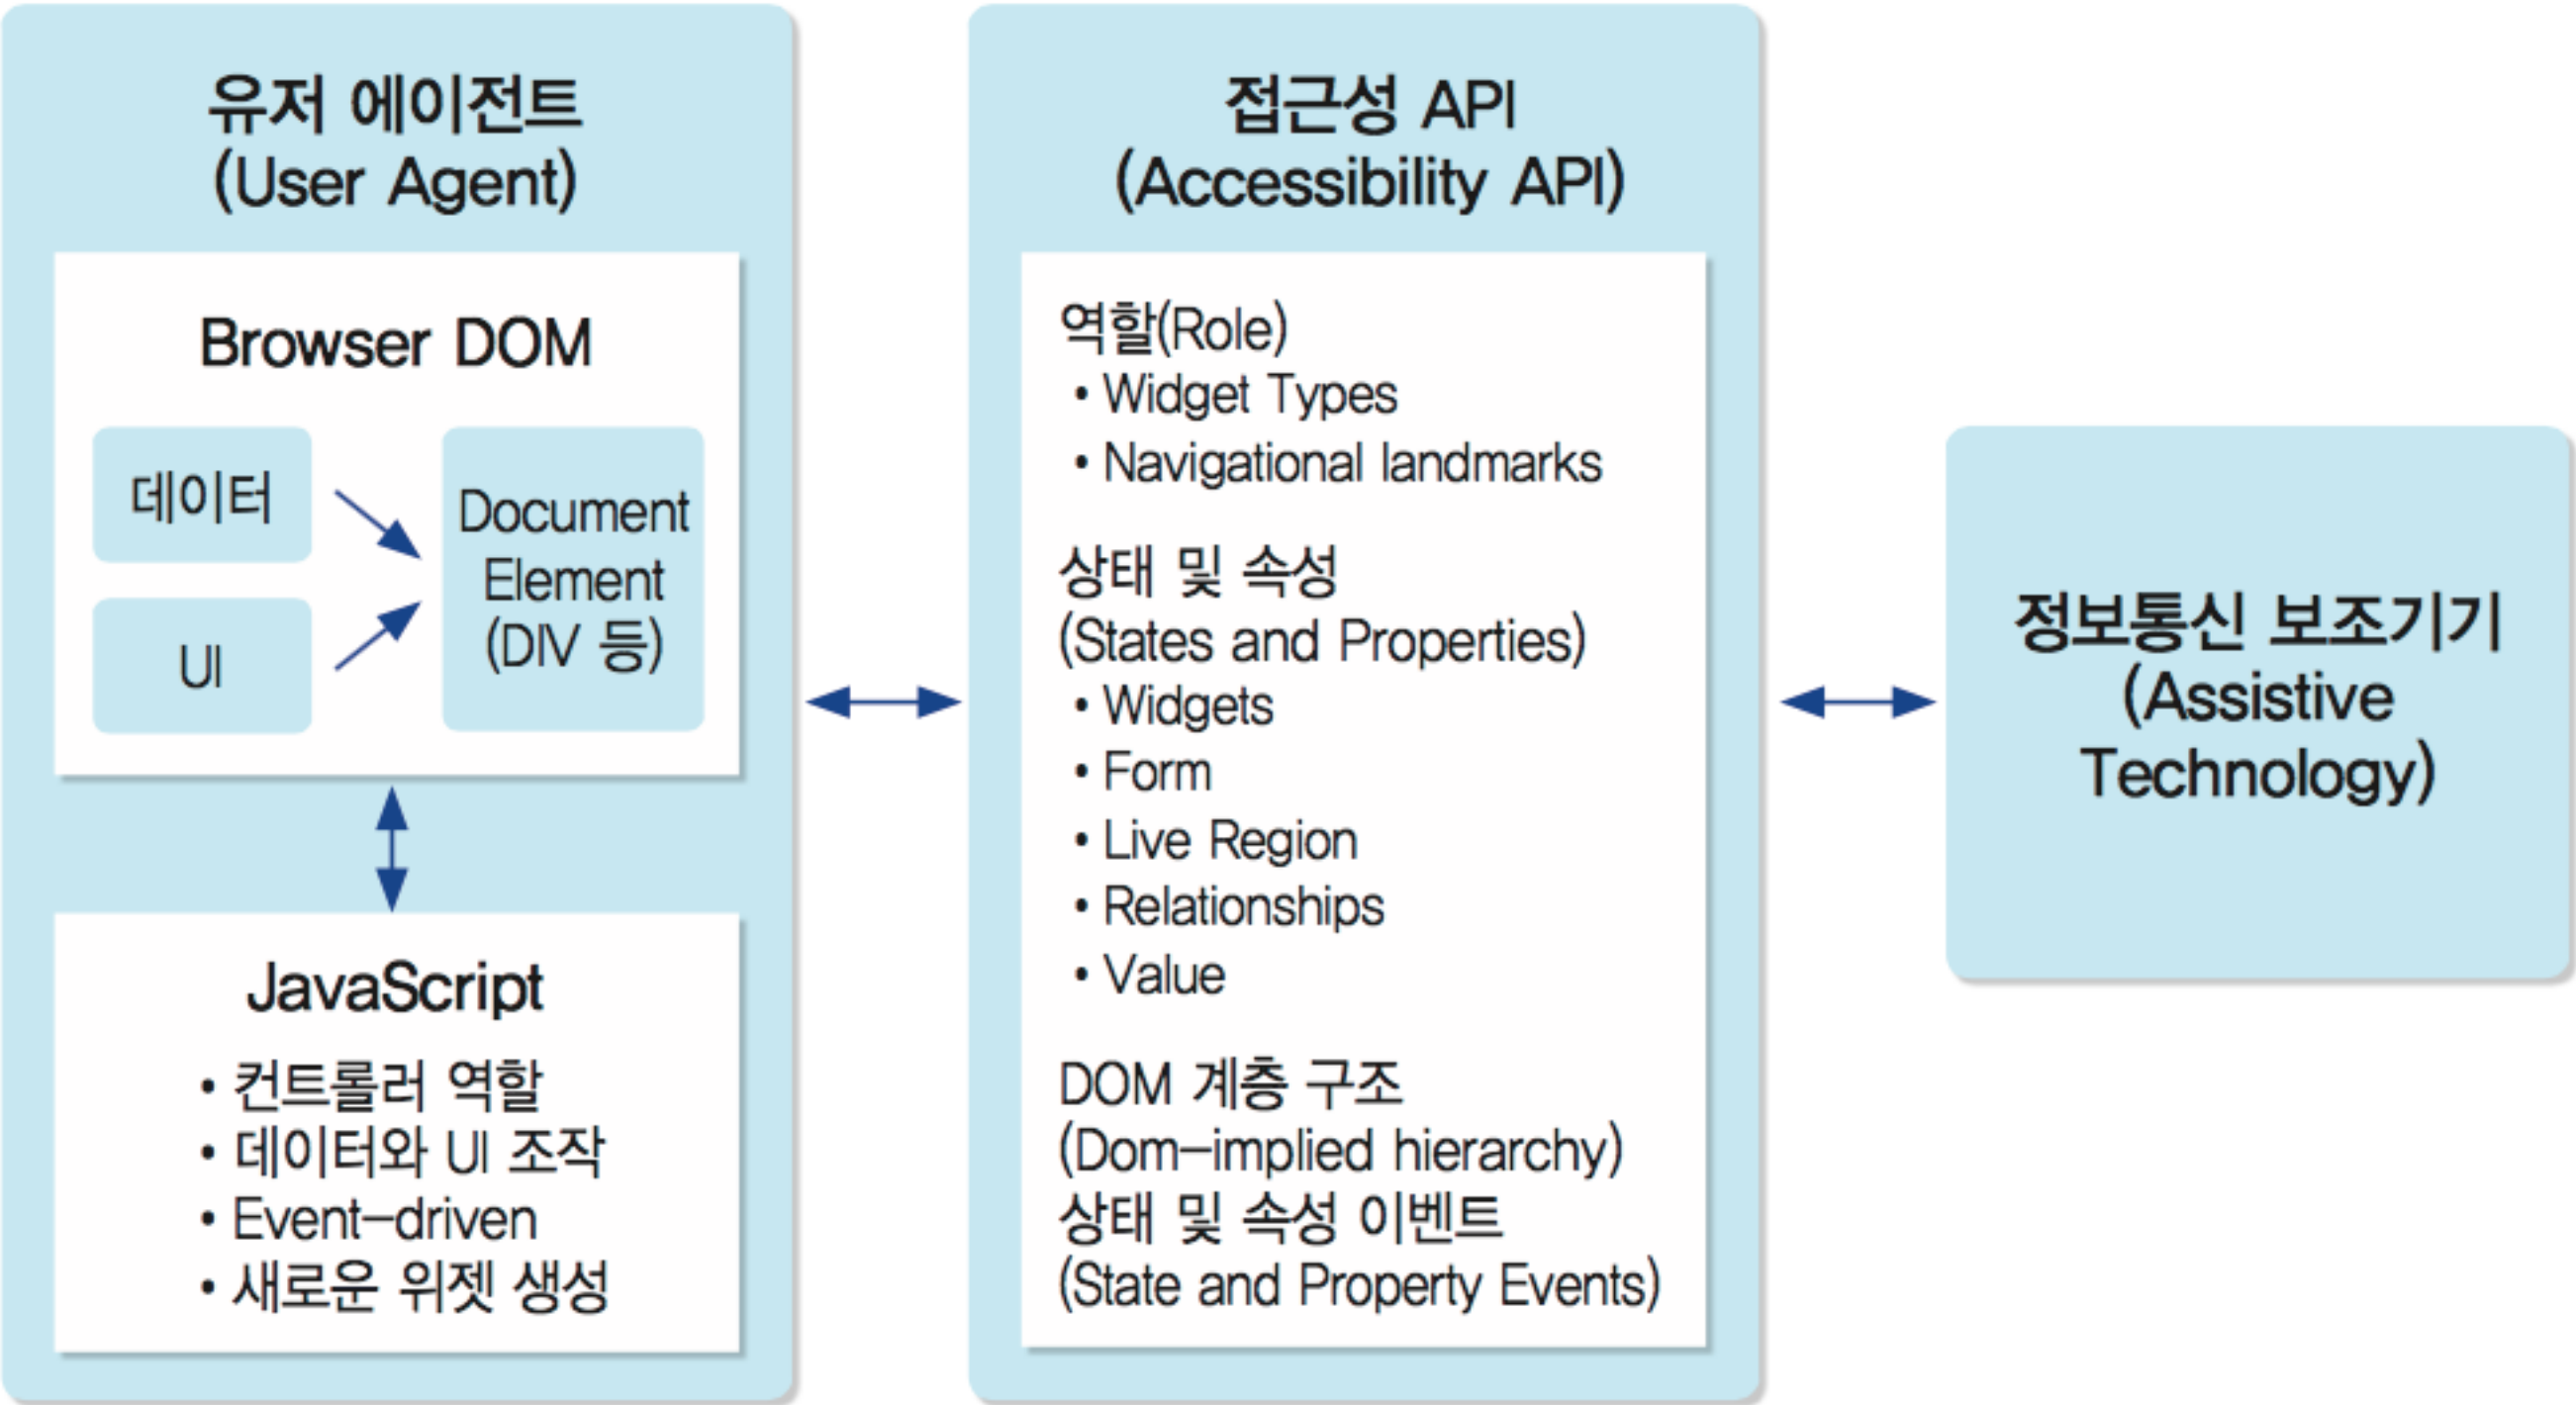 유저 에이전트
(User Agent)
Browser DOM
데이터
UI
Document
Element
(DIV 등)
JavaScript
• 컨트롤러 역할
• 데이터와 UI 조작
• Event-driven
• 새로운 위젯 생성
접근성 API
(Accessibility API)
역할(Role)
• Widget Types
• Navigational landmarks
상태 및 속성
(States and Properties)
• Widgets
• Form
• Live Region
• Relationships
• Value
DOM 계층 구조
(Dom-implied hierarchy)
상태 및 속성 이벤트
(State and Property Events)
정보통신 보조기기
(Assistive
Technology)